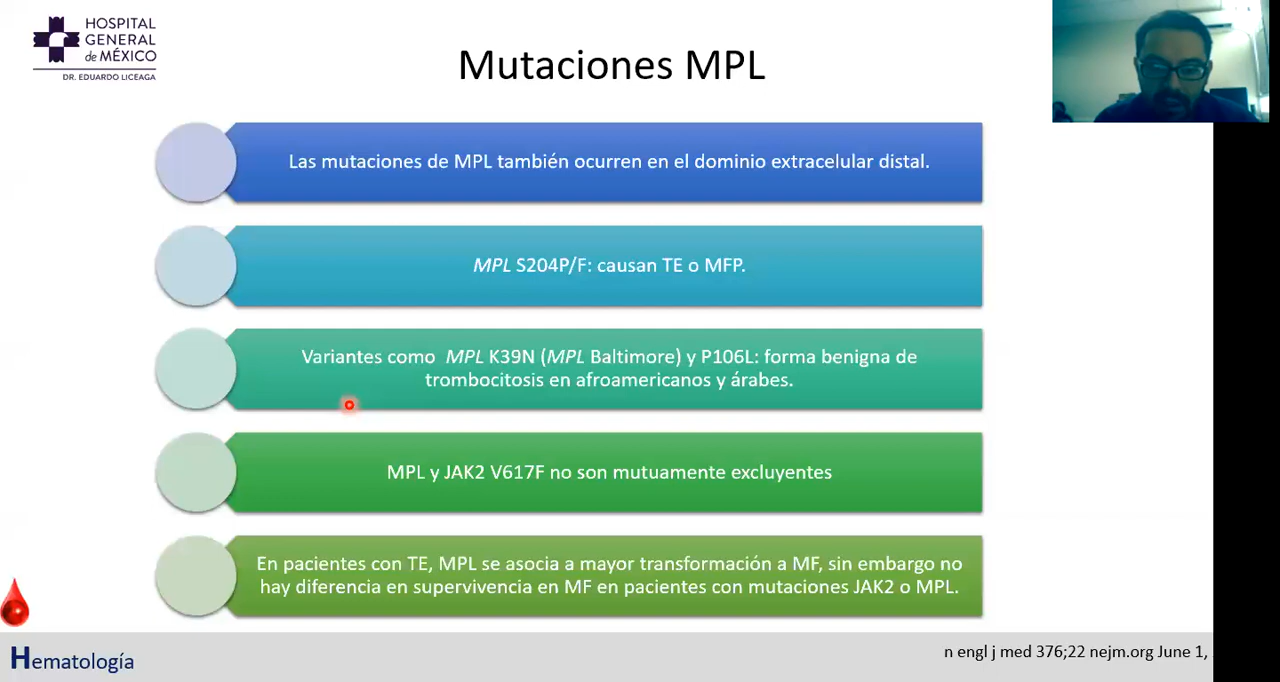 HOSPITAL
GENERAL
de MÉXICO
DR. EDUARDO LICEAGA
Mutaciones MPL
Las mutaciones de MPL también ocurren en el dominio extracelular distal.
MPL S204P/F: causan TE o MFP.
Variantes como MPL K39N (MPL Baltimore) y P106L: forma benigna de
trombocitosis en afroamericanos y árabes.
MPL y JAK2 V617F no son mutuamente excluyentes
En pacientes con TE, MPL se asocia a mayor transformación a MF, sin embargo no
hay diferencia en supervivencia en MF en pacientes con mutaciones JAK2 o MPL.
Hematología
n engl j med 376;22 nejm.org June 1,